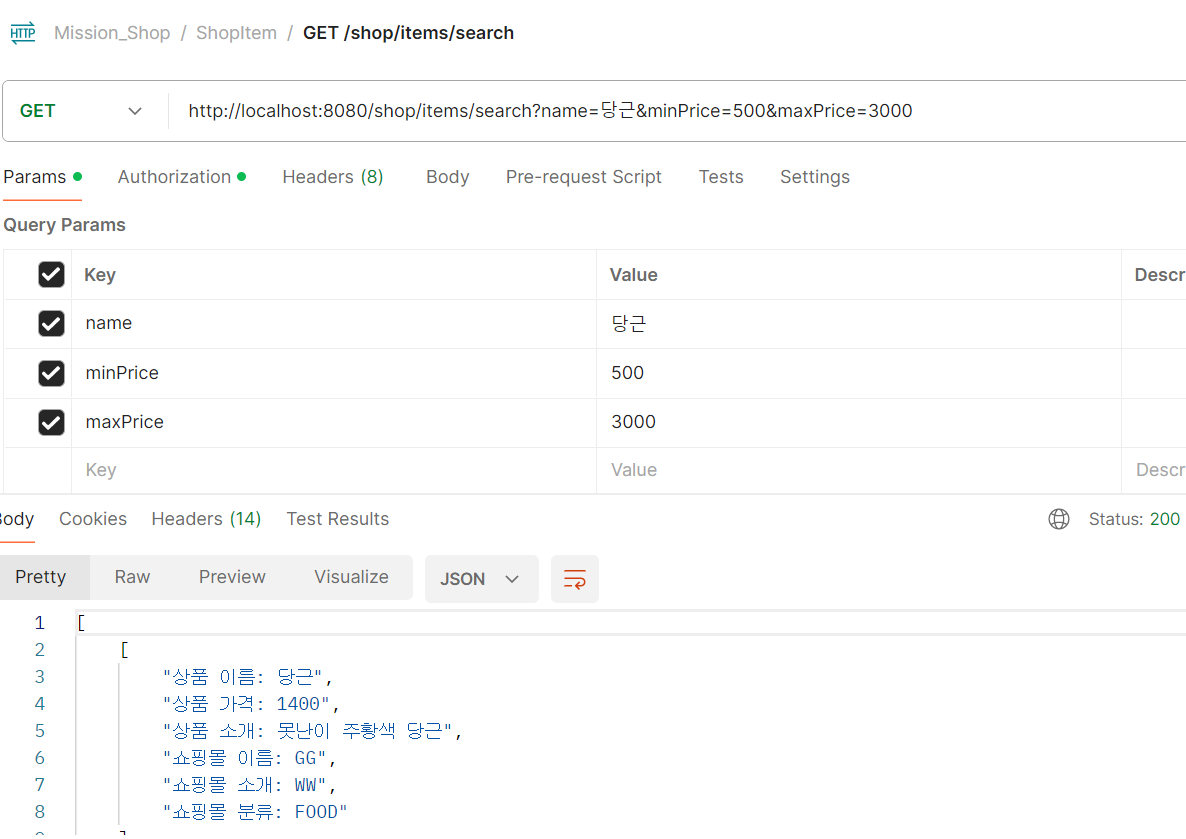 HTTP Mission_Shop / ShopItem / GET /shop/items/search
GET http://localhost:8080/shop/items/search?name=당근&minPrice=500&maxPrice=3000
Params Authorization Headers (8) Body Pre-request Script Tests Settings
Query Params
Key Value Descr
name 당근
minPrice 500
maxPrice 3000
Key Value Descr
Body Cookies Headers (14) Test Results Status: 200
Pretty Raw Preview Visualize JSON
1 [
2 [
3 "상품 이름: 당근",
4 "상품 가격: 1400",
5 "상품 소개: 못난이 주황색 당근",
6 "쇼핑몰 이름: GG",
7 "쇼핑몰 소개: WW",
8 "쇼핑몰 분류: FOOD"